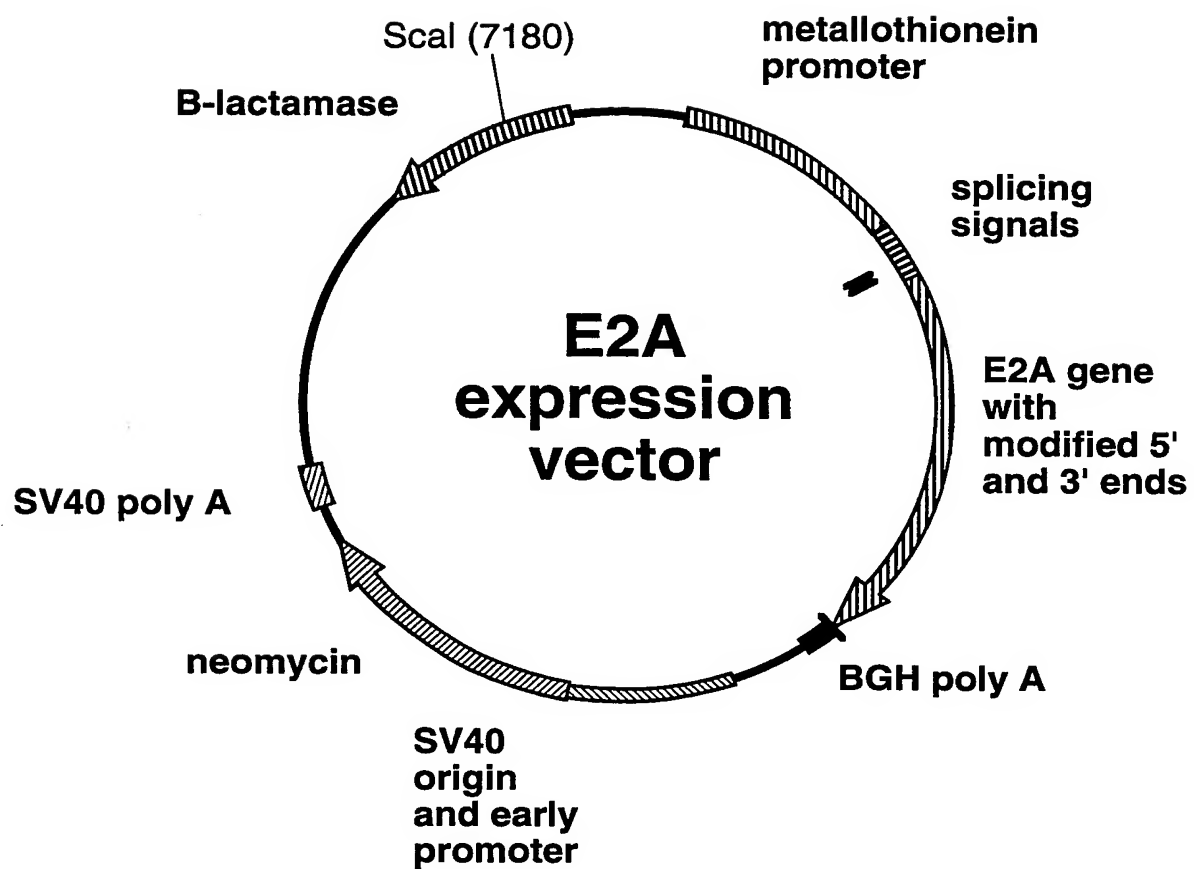 ScaI (7180)
metallothionein
promoter
B-lactamase
splicing
signals
E2A
expression
vector
E2A gene
with
modified 5'
and 3' ends
SV40 poly A
neomycin
BGH poly A
SV40
origin
and early
promoter